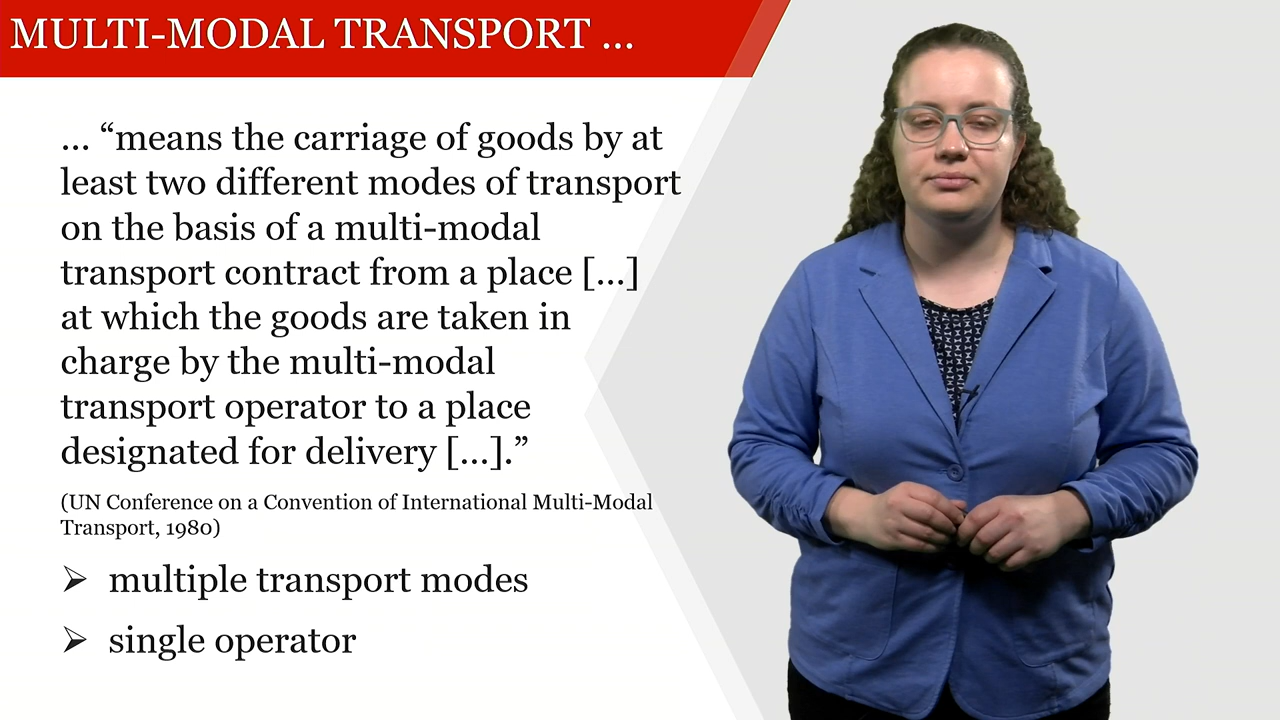 MULTI-MODAL TRANSPORT ...
... “means the carriage of goods by at
least two different modes of transport
on the basis of a multi-modal
transport contract from a place [...]
at which the goods are taken in
charge by the multi-modal
transport operator to a place
designated for delivery [...].”
(UN Conference on a Convention of International Multi-Modal
Transport, 1980)
➢ multiple transport modes
➢ single operator